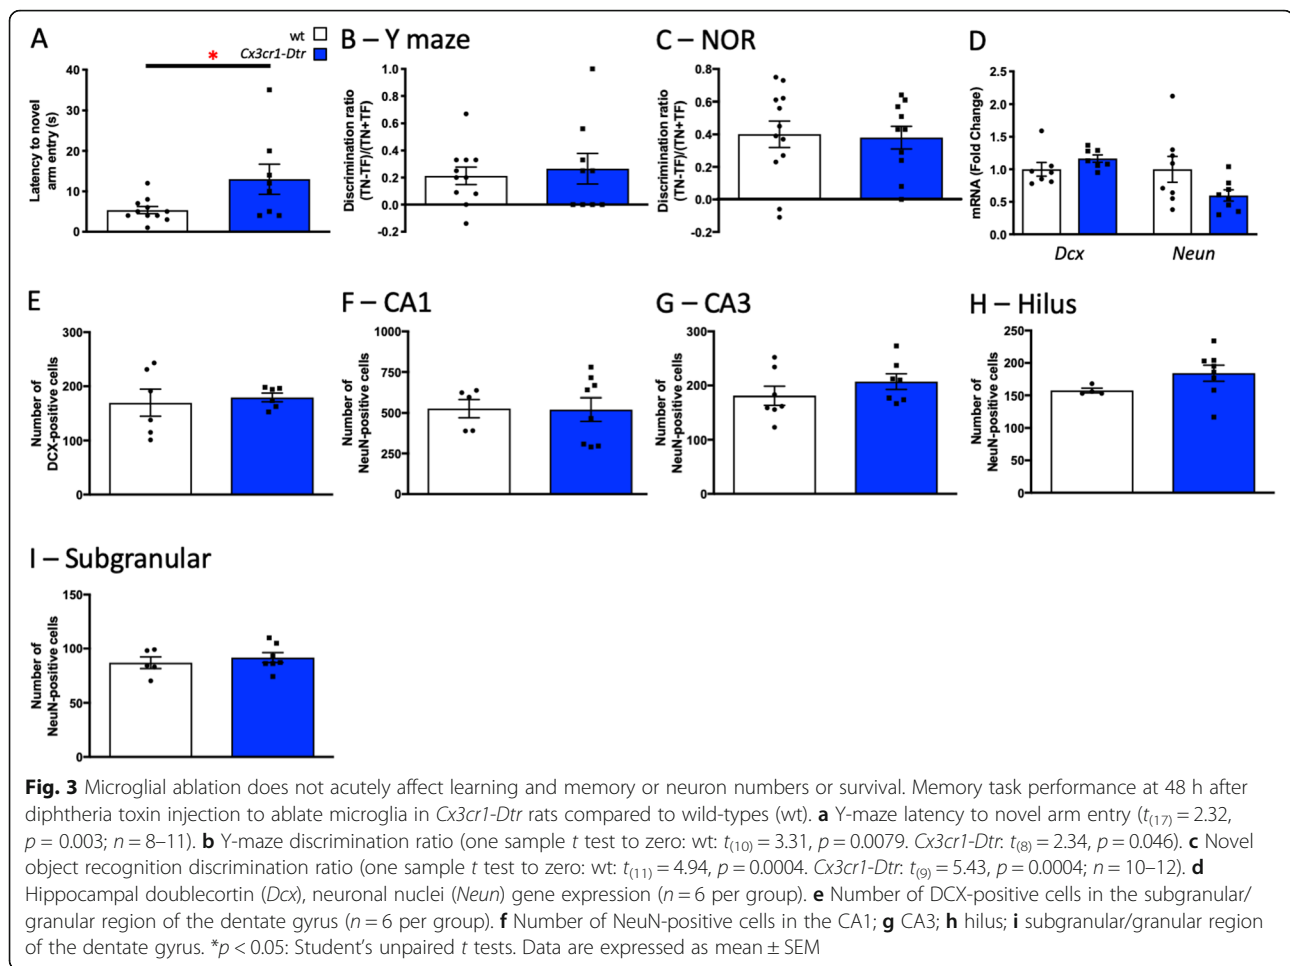 A
wt
Cx3cr1-Dtr
*
Latency to novel
arm entry (s)
40
30
20
10
0
B – Y maze
Discrimination ratio
(TN-TF)/(TN+TF)
1.0
0.8
0.6
0.4
0.2
0.0
-0.2
C – NOR
Discrimination ratio
(TN-TF)/(TN+TF)
0.8
0.6
0.4
0.2
0.0
-0.2
D
mRNA (Fold Change)
2.5
2.0
1.5
1.0
0.5
0.0
Dcx Neun
E
Number of
DCX-positive cells
300
200
100
0
F – CA1
Number of
NeuN-positive cells
1000
750
500
250
0
G – CA3
Number of
NeuN-positive cells
300
200
100
0
H – Hilus
Number of
NeuN-positive cells
250
200
150
100
50
0
I – Subgranular
Number of
NeuN-positive cells
150
100
50
0
Fig. 3 Microglial ablation does not acutely affect learning and memory or neuron numbers or survival. Memory task performance at 48 h after
diphtheria toxin injection to ablate microglia in Cx3cr1-Dtr rats compared to wild-types (wt). a Y-maze latency to novel arm entry (t(17) = 2.32,
p = 0.003; n = 8–11). b Y-maze discrimination ratio (one sample t test to zero: wt: t(10) = 3.31, p = 0.0079. Cx3cr1-Dtr: t(8) = 2.34, p = 0.046). c Novel
object recognition discrimination ratio (one sample t test to zero: wt: t(11) = 4.94, p = 0.0004. Cx3cr1-Dtr: t(9) = 5.43, p = 0.0004; n = 10–12). d
Hippocampal doublecortin (Dcx), neuronal nuclei (Neun) gene expression (n = 6 per group). e Number of DCX-positive cells in the subgranular/
granular region of the dentate gyrus (n = 6 per group). f Number of NeuN-positive cells in the CA1; g CA3; h hilus; i subgranular/granular region
of the dentate gyrus. *p < 0.05: Student's unpaired t tests. Data are expressed as mean ± SEM